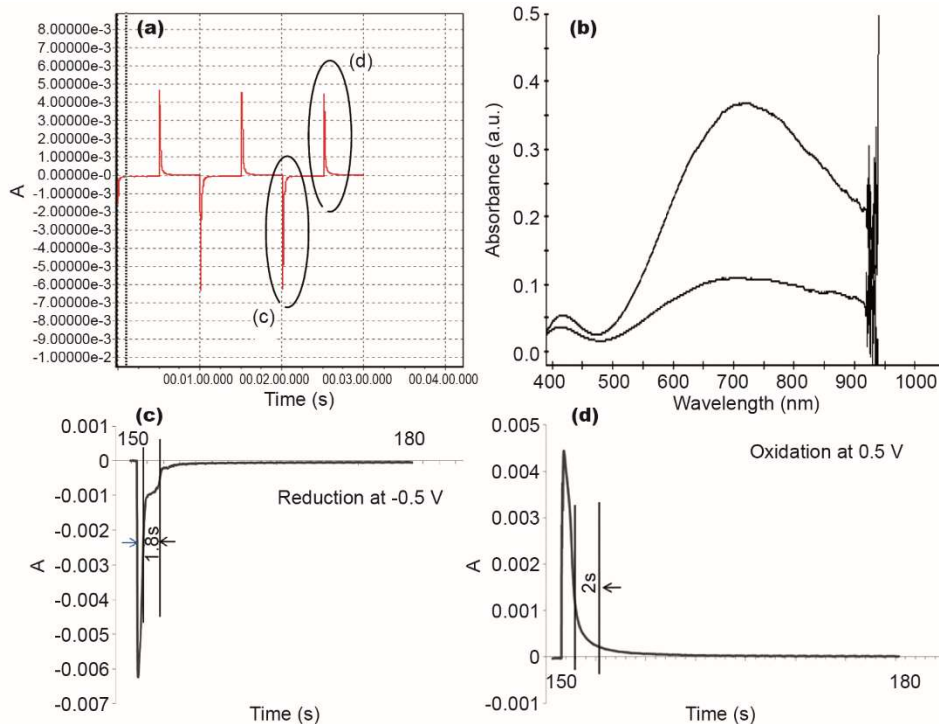 (a)
8.00000e-3
7.00000e-3
6.00000e-3
5.00000e-3
4.00000e-3
3.00000e-3
2.00000e-3
1.00000e-3
0.00000e-0
-1.00000e-3
-2.00000e-3
-3.00000e-3
-4.00000e-3
-5.00000e-3
-6.00000e-3
-7.00000e-3
-8.00000e-3
-9.00000e-3
-1.00000e-2
A
(d)
(c)
00.01:00.000 00.02:00.000 00.03:00.000 00.04:00.000
Time (s)
(b)
0.5
0.4
0.3
0.2
0.1
0.0
Absorbance (a.u.)
400 500 600 700 800 900 1000
Wavelength (nm)
(c)
0.001
0
-0.001
-0.002
-0.003
-0.004
-0.005
-0.006
-0.007
A
150 180
Reduction at -0.5 V
1.8s
Time (s)
(d)
0.005
0.004
0.003
0.002
0.001
0
-0.001
A
Oxidation at 0.5 V
2s
150 180
Time (s)